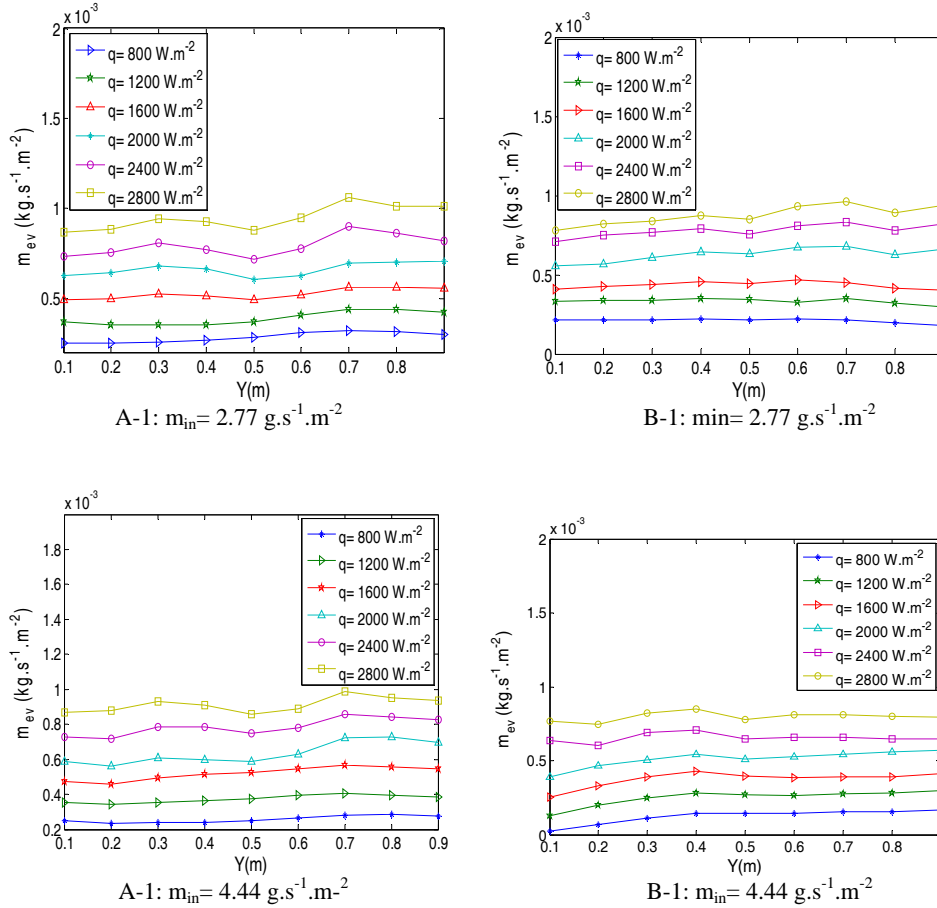 x 10⁻³
2
1.5
1
0.5
m_ev (kg.s⁻¹.m⁻²)
q= 800 W.m⁻²
q= 1200 W.m⁻²
q= 1600 W.m⁻²
q= 2000 W.m⁻²
q= 2400 W.m⁻²
q= 2800 W.m⁻²
0.1 0.2 0.3 0.4 0.5 0.6 0.7 0.8
Y(m)
A-1: m_in= 2.77 g.s⁻¹.m⁻²
x 10⁻³
2
1.5
1
0.5
0
m_ev (kg.s⁻¹.m⁻²)
q= 800 W.m⁻²
q= 1200 W.m⁻²
q= 1600 W.m⁻²
q= 2000 W.m⁻²
q= 2400 W.m⁻²
q= 2800 W.m⁻²
0.1 0.2 0.3 0.4 0.5 0.6 0.7 0.8
Y(m)
B-1: min= 2.77 g.s⁻¹.m⁻²
x 10⁻³
1.8
1.6
1.4
1.2
1
0.8
0.6
0.4
0.2
m_ev (kg.s⁻¹.m⁻²)
q= 800 W.m⁻²
q= 1200 W.m⁻²
q= 1600 W.m⁻²
q= 2000 W.m⁻²
q= 2400 W.m⁻²
q= 2800 W.m⁻²
0.1 0.2 0.3 0.4 0.5 0.6 0.7 0.8 0.9
Y(m)
A-1: m_in= 4.44 g.s⁻¹.m-²
x 10⁻³
2
1.5
1
0.5
0
m_ev (kg.s⁻¹.m⁻²)
q= 800 W.m⁻²
q= 1200 W.m⁻²
q= 1600 W.m⁻²
q= 2000 W.m⁻²
q= 2400 W.m⁻²
q= 2800 W.m⁻²
0.1 0.2 0.3 0.4 0.5 0.6 0.7 0.8
Y(m)
B-1: m_in= 4.44 g.s⁻¹.m⁻²